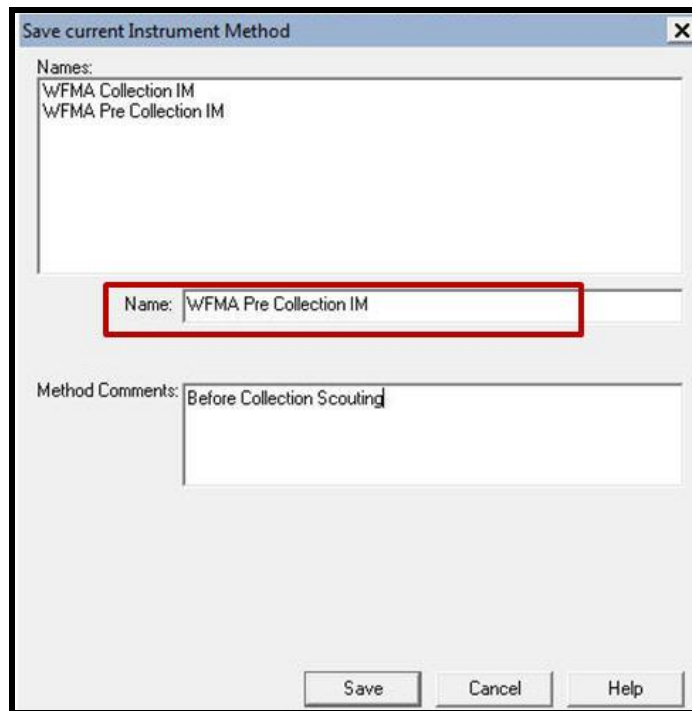 Save current Instrument Method
Names:
WFMA Collection IM
WFMA Pre Collection IM
Name: WFMA Pre Collection IM
Method Comments: Before Collection Scouting
Save Cancel Help